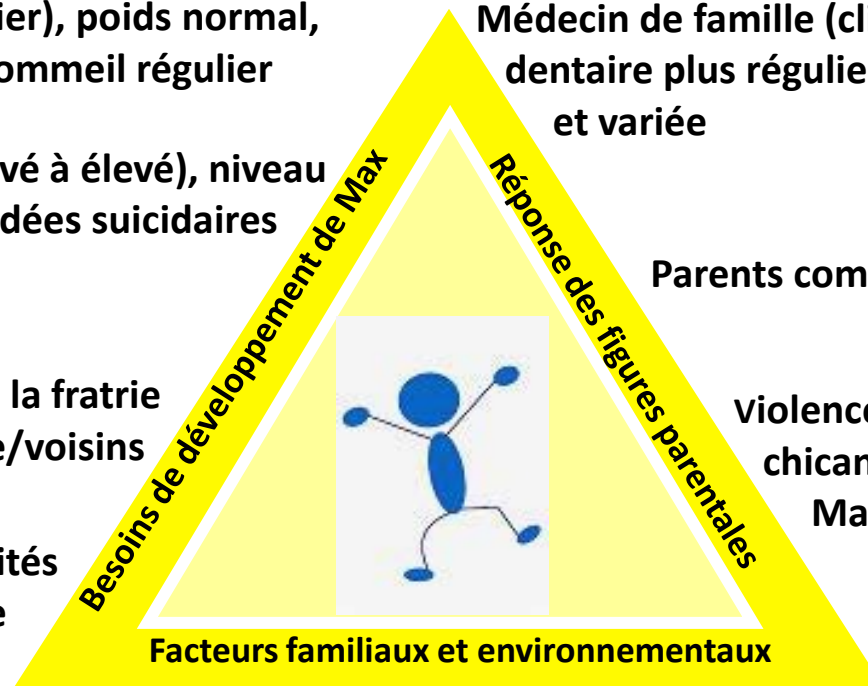 ier), poids normal,
ommeil régulier
vé à élevé), niveau
dées suicidaires
la fratrie
e/voisins
ités
e
Besoins de développement de Max
Médecin de famille (cl
dentaire plus régulie
et variée
Réponse des figures parentales
Parents com
Violence
chican
Ma
Facteurs familiaux et environnementaux